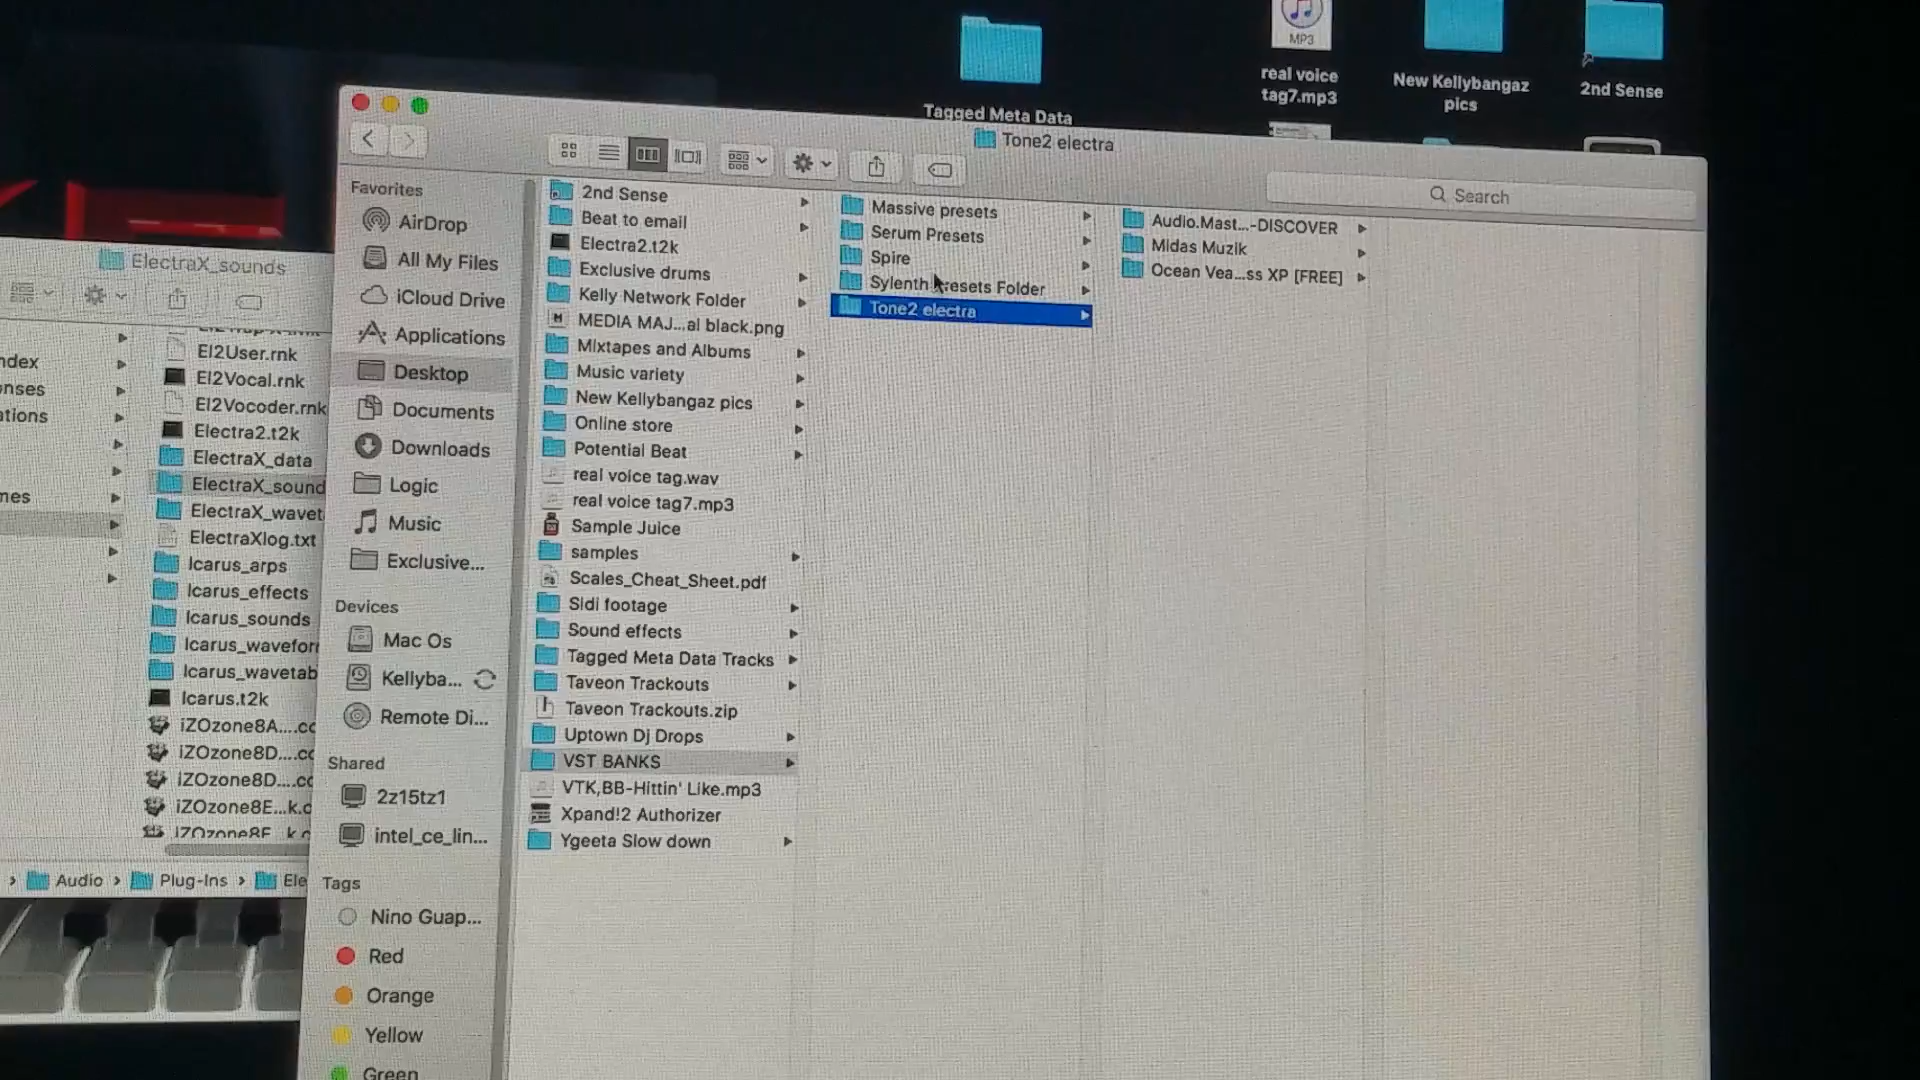 MP3
real voice
tag7.mp3
New Kellybangaz
pics
2nd Sense
Tagged Meta Data
Tone2 electra
Search
Favorites
AirDrop
All My Files
iCloud Drive
Applications
Desktop
Documents
Downloads
Logic
Music
Exclusive...
Devices
Mac Os
Kellyba...
Remote Di...
Shared
2z15tz1
intel_ce_lin...
Tags
Nino Guap...
Red
Orange
Yellow
Green
2nd Sense
Beat to email
Electra2.t2k
Exclusive drums
Kelly Network Folder
MEDIA MAJ...al black.png
Mixtapes and Albums
Music variety
New Kellybangaz pics
Online store
Potential Beat
real voice tag.wav
real voice tag7.mp3
Sample Juice
samples
Scales_Cheat_Sheet.pdf
Sidi footage
Sound effects
Tagged Meta Data Tracks
Taveon Trackouts
Taveon Trackouts.zip
Uptown Dj Drops
VST BANKS
VTK,BB-Hittin' Like.mp3
Xpand!2 Authorizer
Ygeeta Slow down
Massive presets
Serum Presets
Spire
Sylenth resets Folder
Tone2 electra
Audio.Mast...-DISCOVER
Midas Muzik
Ocean Vea...ss XP [FREE]
ElectraX_sounds
ndex
nses
ations
nes
El2User.rnk
El2Vocal.rnk
El2Vocoder.rnk
Electra2.t2k
ElectraX_data
ElectraX_sound
ElectraX_wavet
ElectraXlog.txt
Icarus_arps
Icarus_effects
Icarus_sounds
Icarus_wavefor
Icarus_wavetab
Icarus.t2k
iZOzone8A....cc
iZOzone8D....cc
iZOzone8D....cc
iZOzone8E...k.c
Audio
Plug-Ins
Ele